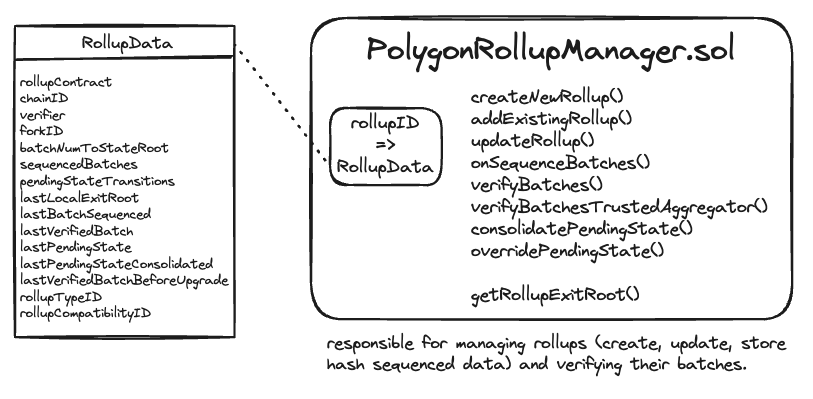 RollupData
rollupContract
chainID
verifier
forkID
batchNumToStateRoot
sequencedBatches
pendingStateTransitions
lastLocalExitRoot
lastBatchSequenced
lastVerifiedBatch
lastPendingState
lastPendingStateConsolidated
lastVerifiedBatchBeforeUpgrade
rollupTypeID
rollupCompatibilityID
PolygonRollupManager.sol
rollupID
=>
RollupData
createNewRollup()
addExistingRollup()
updateRollup()
onSequenceBatches()
verifyBatches()
verifyBatchesTrustedAggregator()
consolidatePendingState()
overridePendingState()
getRollupExitRoot()
responsible for managing rollups (create, update, store
hash sequenced data) and verifying their batches.